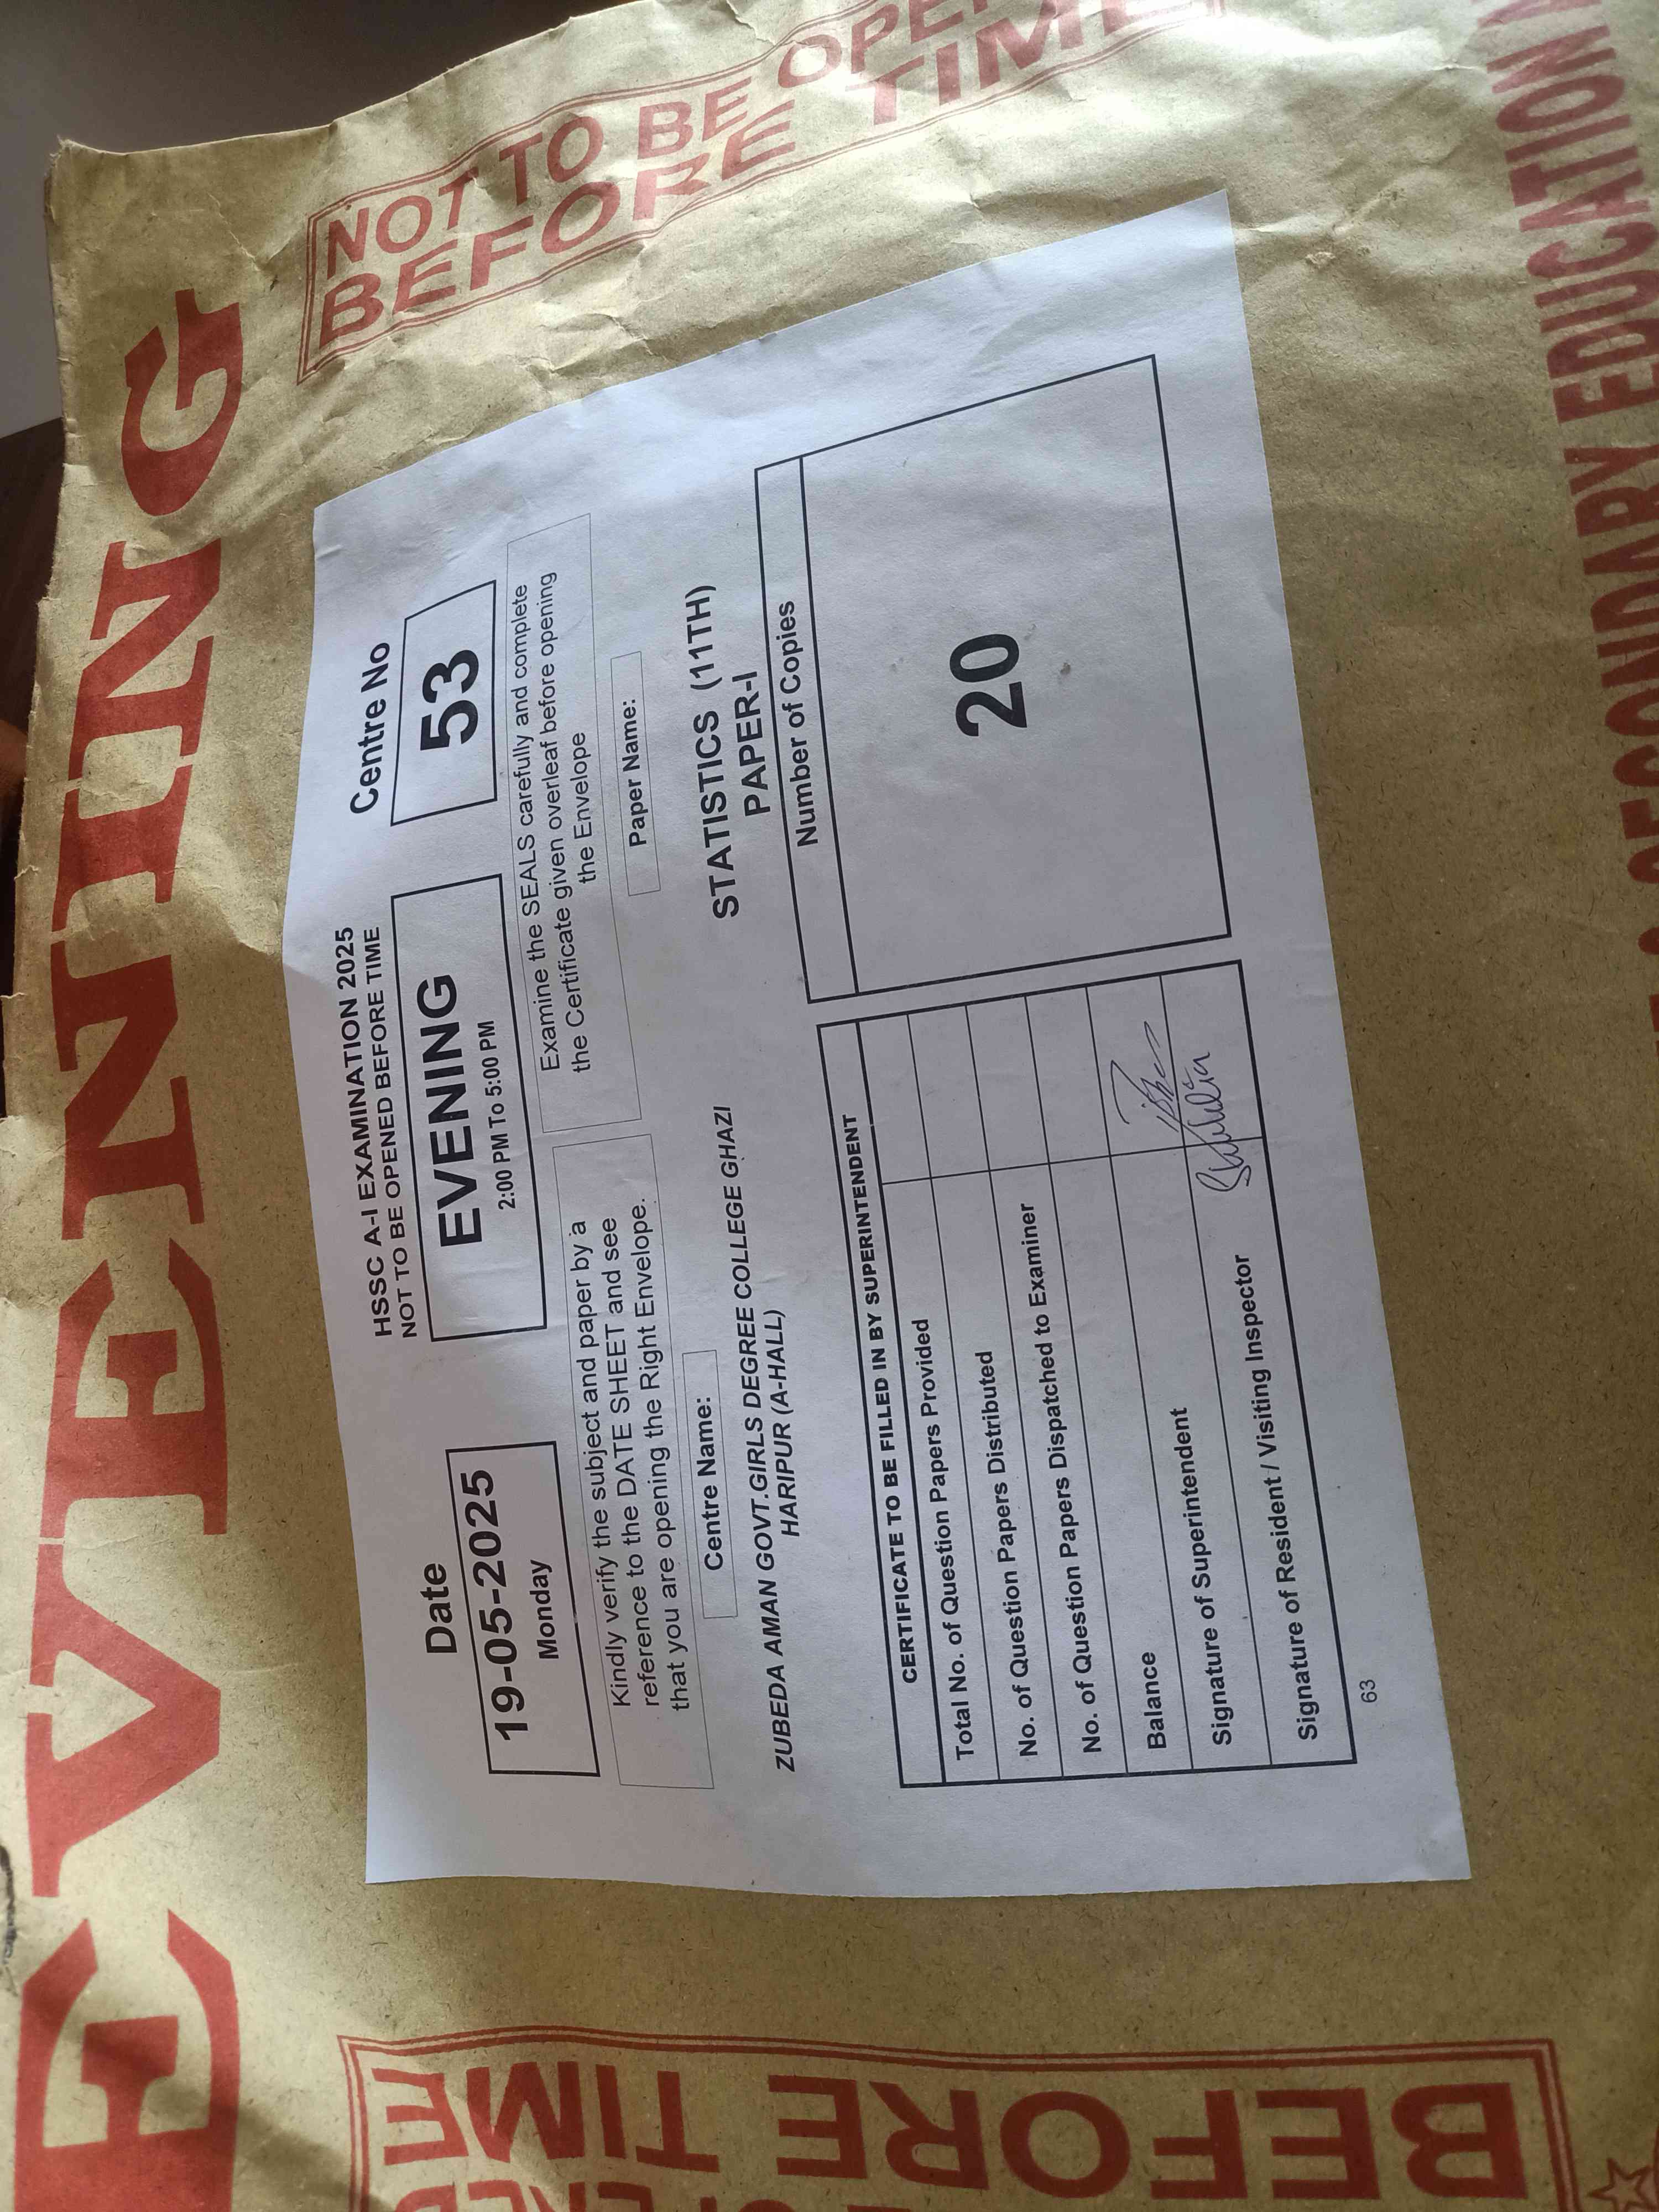 EVENING
NOT TO BE OPE
BEFORE TIME
HSSC A-I EXAMINATION 2025
NOT TO BE OPENED BEFORE TIME
Date
19-05-2025
Monday
EVENING
2:00 PM To 5:00 PM
Centre No
53
Kindly verify the subject and paper by a
reference to the DATE SHEET and see
that you are opening the Right Envelope.
Examine the SEALS carefully and complete
the Certificate given overleaf before opening
the Envelope
Centre Name:
ZUBEDA AMAN GOVT.GIRLS DEGREE COLLEGE GHAZI
HARIPUR (A-HALL)
Paper Name:
STATISTICS (11TH)
PAPER-I
CERTIFICATE TO BE FILLED IN BY SUPERINTENDENT
Total No. of Question Papers Provided
No. of Question Papers Distributed
No. of Question Papers Dispatched to Examiner
Balance
Signature of Superintendent
Signature of Resident / Visiting Inspector
Number of Copies
20
63
BEFORE TIME
SECONDARY EDUCATION